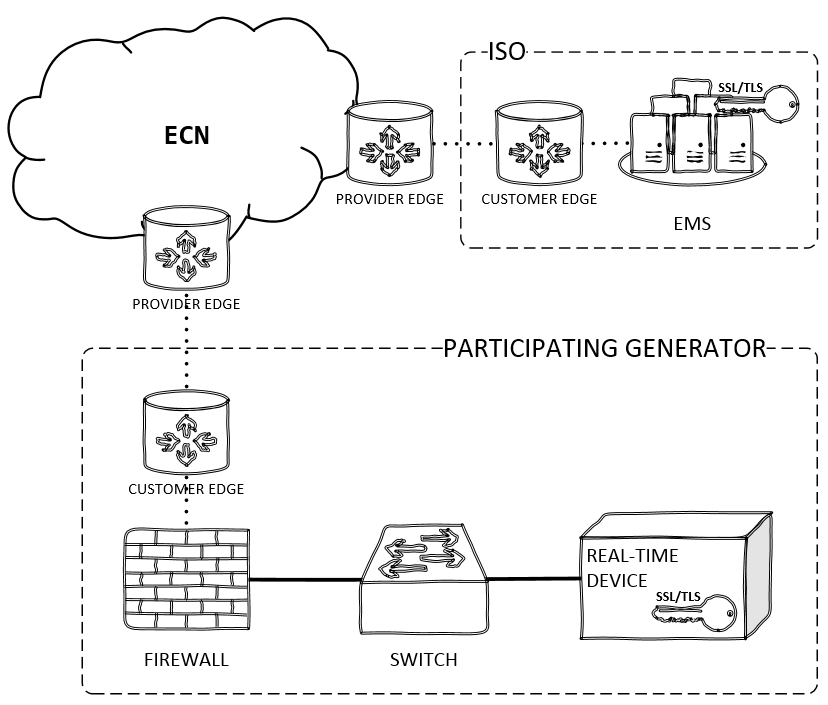 ISO
SSL/TLS
ECN
PROVIDER EDGE
CUSTOMER EDGE
EMS
PROVIDER EDGE
PARTICIPATING GENERATOR
CUSTOMER EDGE
REAL-TIME
DEVICE
SSL/TLS
FIREWALL
SWITCH